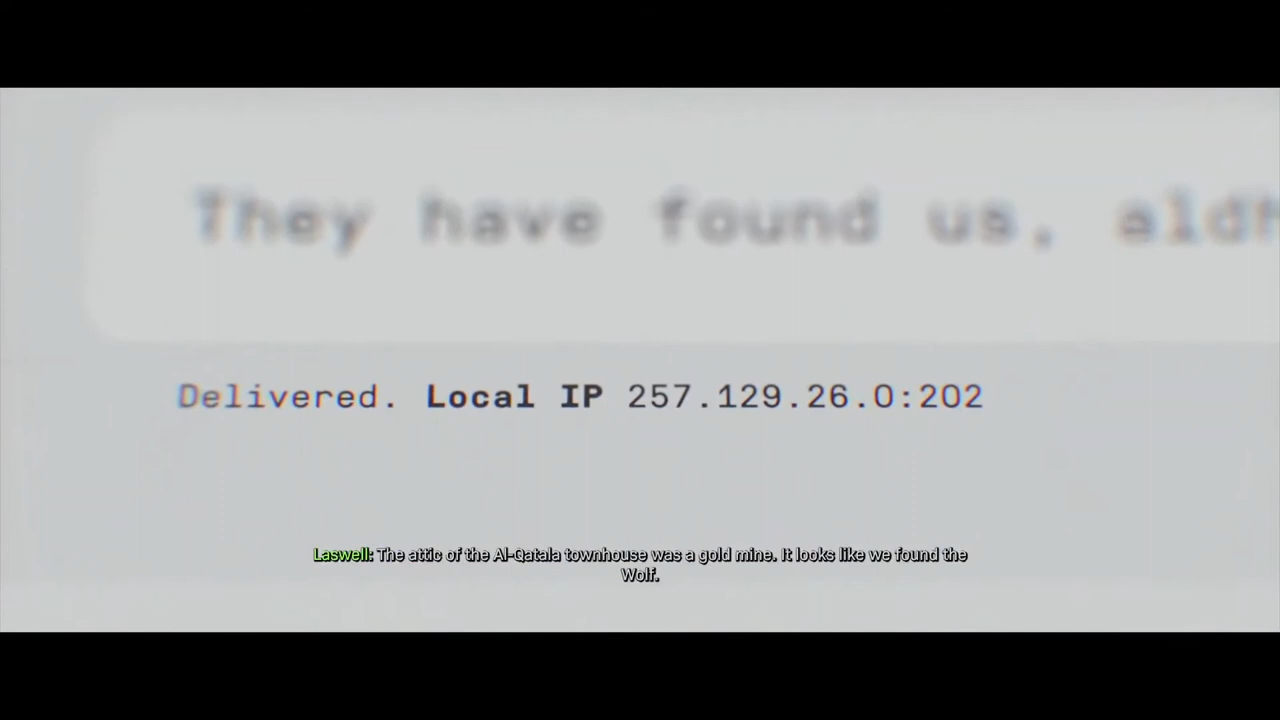 They have found us,
Delivered. Local IP 257.129.26.0:202
Laswell: The attic of the Al-Qatala townhouse was a gold mine. It looks like we found the
Wolf.